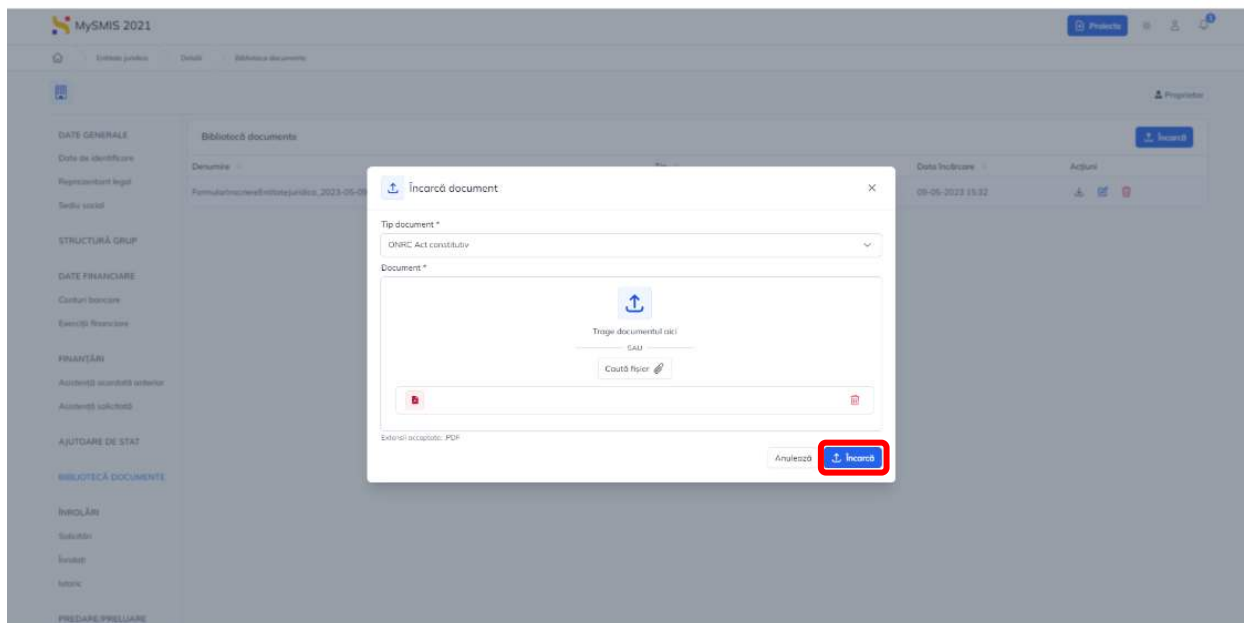 MySMIS 2021
Proiecte
Entitate juridica Detalii Biblioteca documente
Proprietar
DATE GENERALE
Date de identificare
Reprezentant legal
Sediu social
STRUCTURĂ GRUP
DATE FINANCIARE
Conturi bancare
Exerciții financiare
FINANȚĂRI
Asistență acordată anterior
Asistență solicitată
AJUTOARE DE STAT
BIBLIOTECĂ DOCUMENTE
ÎNROLĂRI
Solicitări
Invitați
Istoric
PREDARE/PRELUARE
Bibliotecă documente
Încarcă
Denumire
Tip
Data încărcare
Acțiuni
09-05-2023 15:32
Încarcă document
Tip document *
ONRC Act constitutiv
Document *
Trage documentul aici
SAU
Caută fișier
Extensii acceptate: .PDF
Anulează
Încarcă